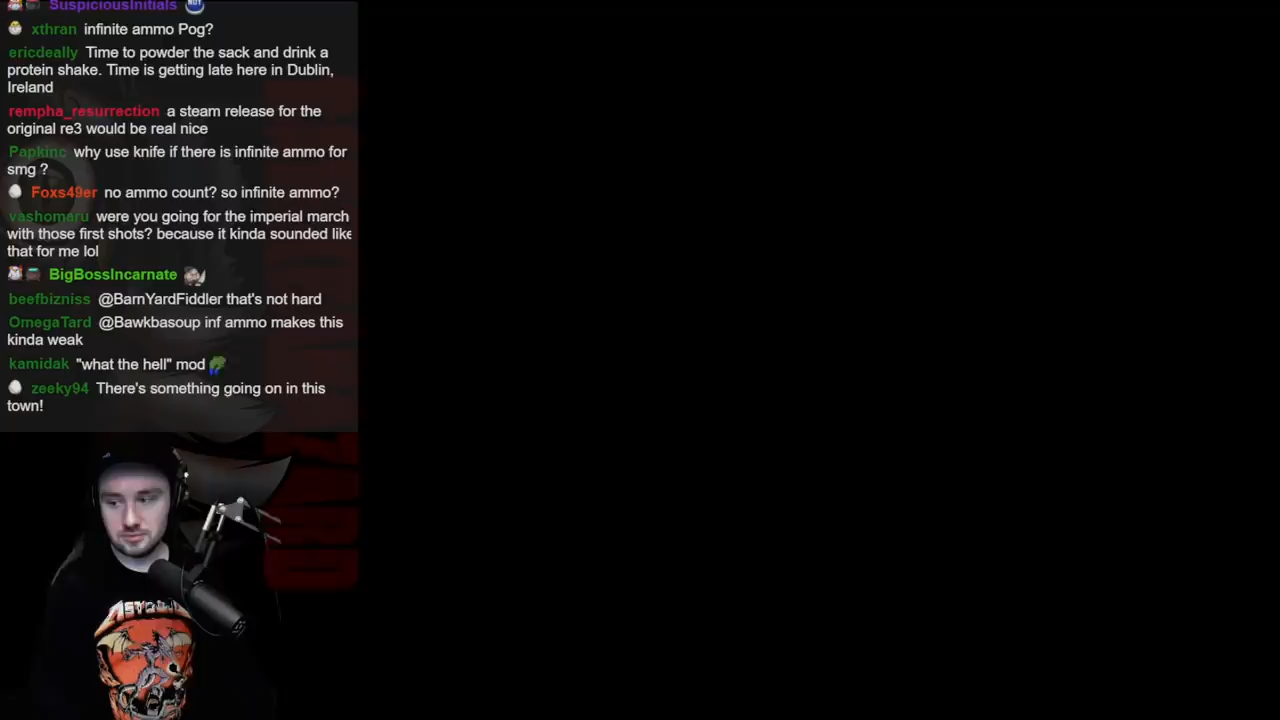 SuspiciousInitials
xthran infinite ammo Pog?
ericdeally Time to powder the sack and drink a
protein shake. Time is getting late here in Dublin,
Ireland
rempha_resurrection a steam release for the
original re3 would be real nice
Papkinc why use knife if there is infinite ammo for
smg ?
Foxs49er no ammo count? so infinite ammo?
vashomaru were you going for the imperial march
with those first shots? because it kinda sounded like
that for me lol
BigBossIncarnate
beefbizniss @BarnYardFiddler that's not hard
OmegaTard @Bawkbasoup inf ammo makes this
kinda weak
kamidak "what the hell" mod
zeeky94 There's something going on in this
town!